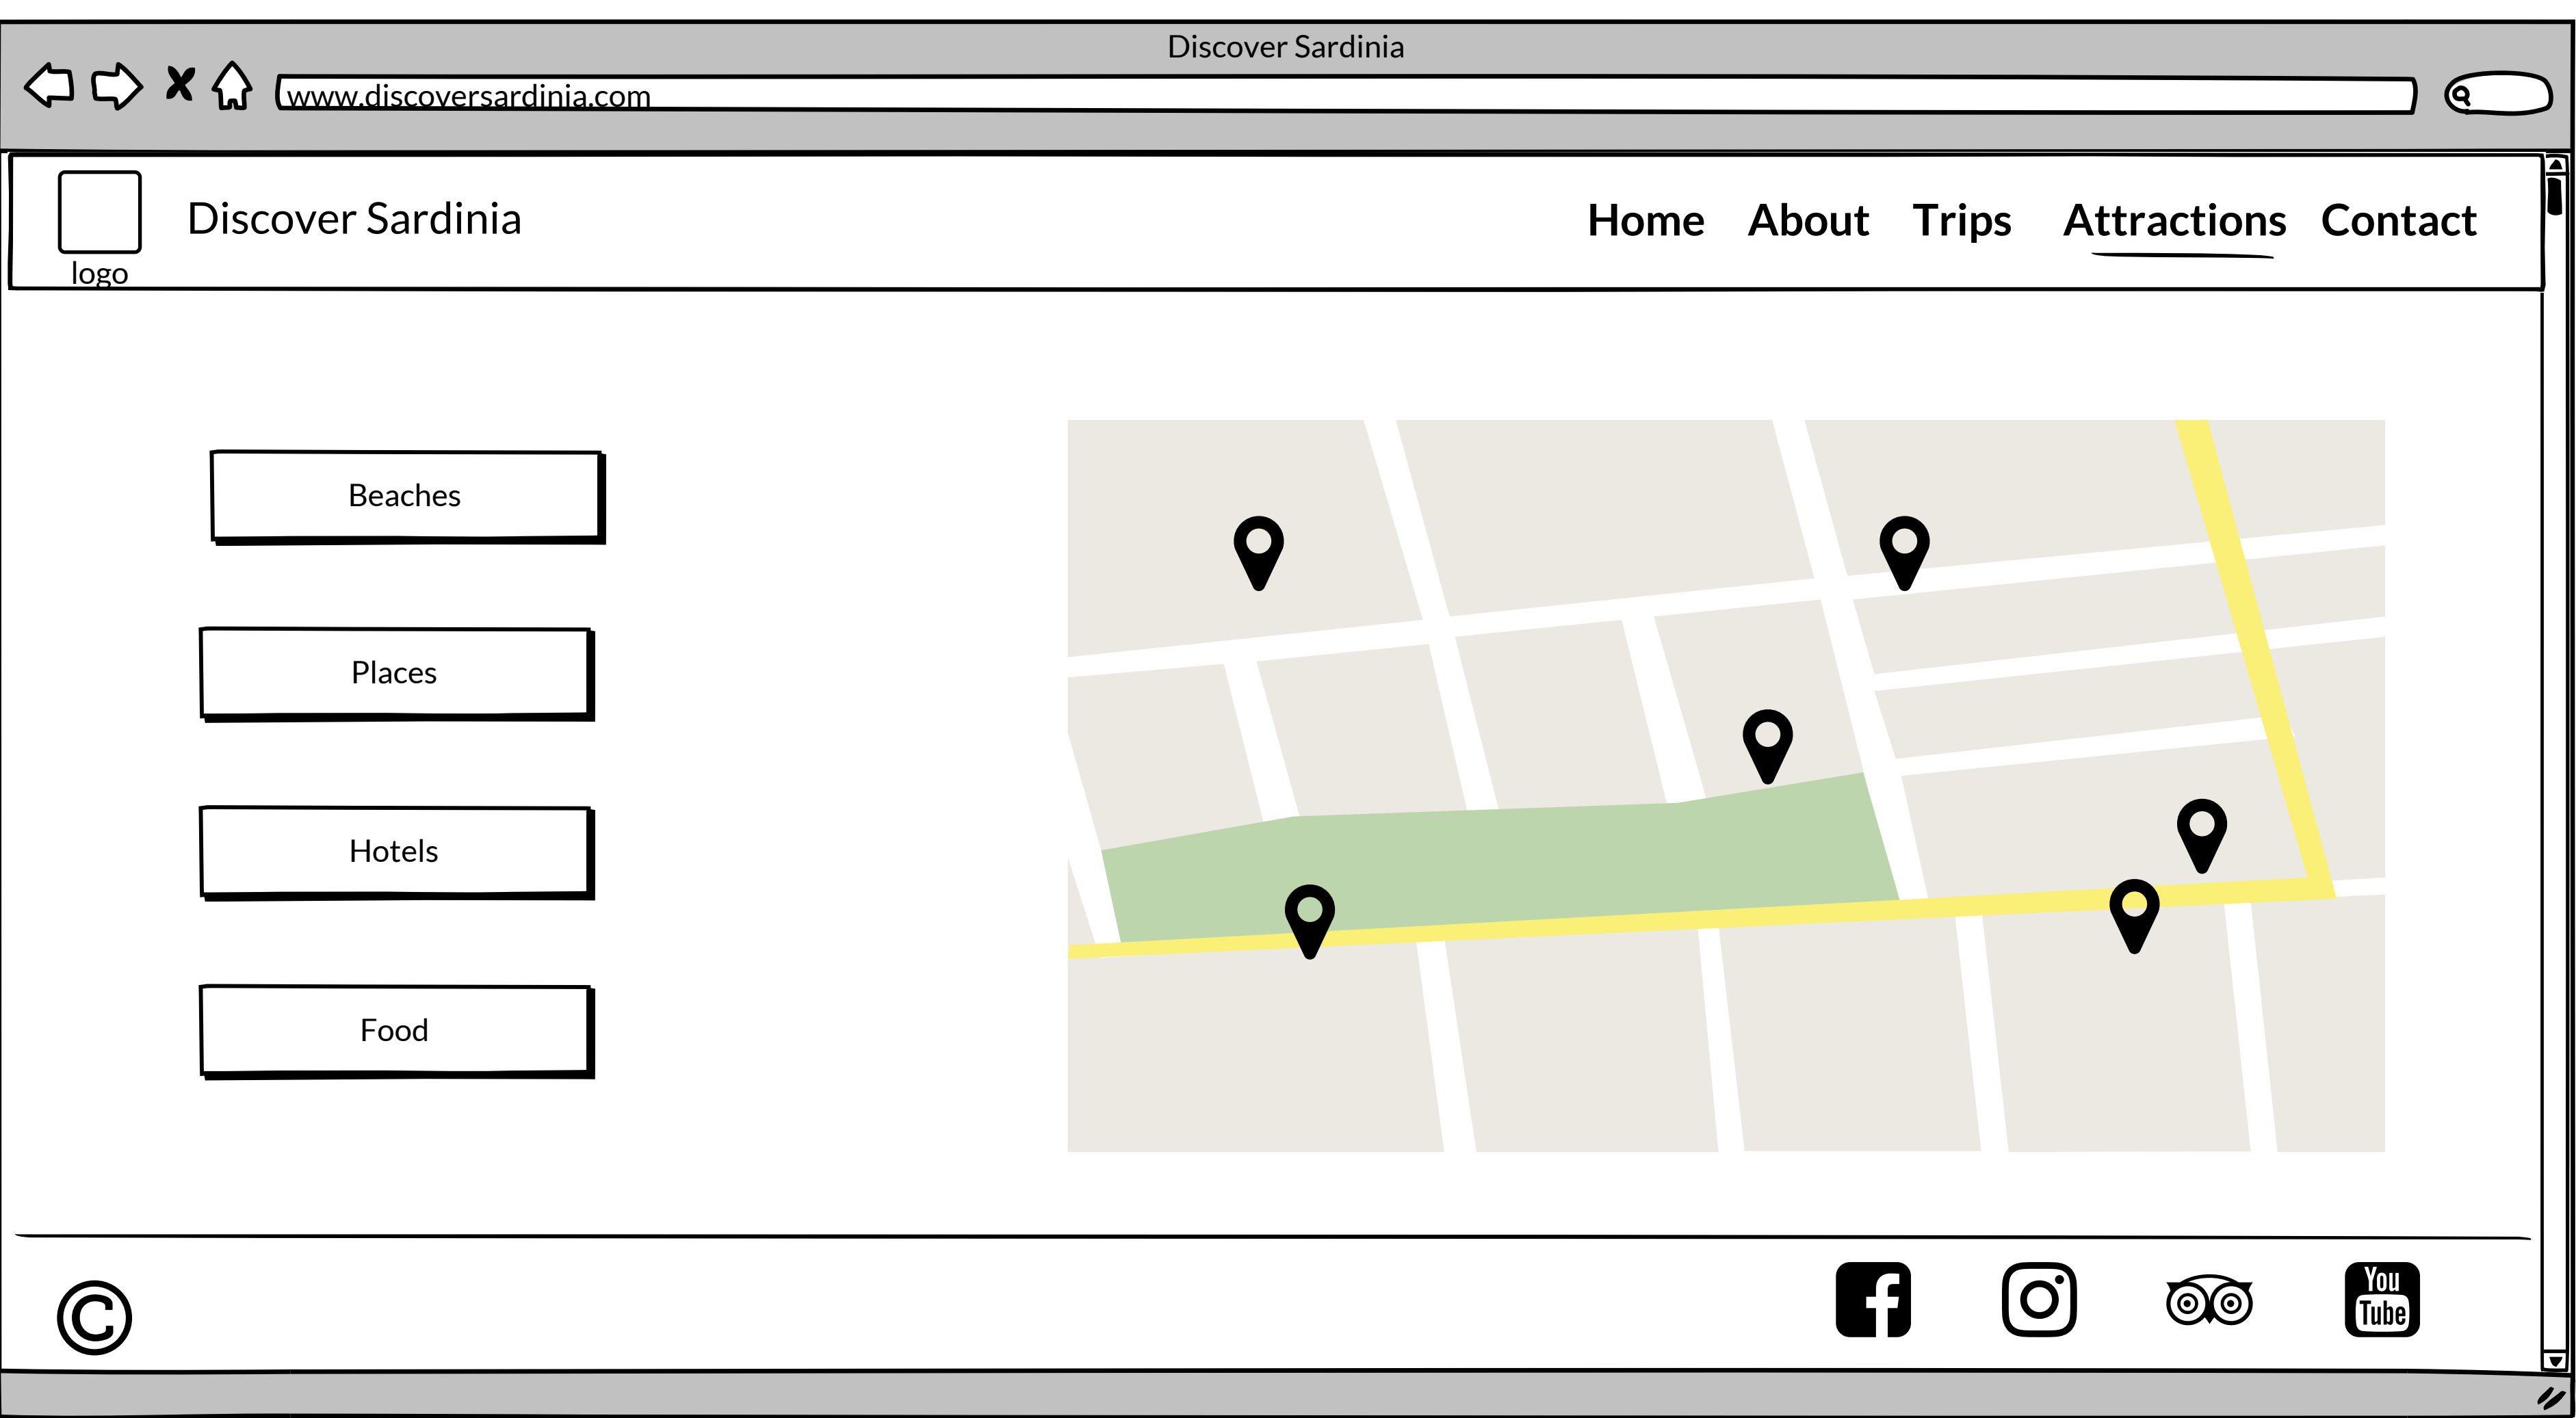 Discover Sardinia
www.discoversardinia.com
logo
Discover Sardinia
Home About Trips Attractions Contact
Beaches
Places
Hotels
Food
©
You
Tube